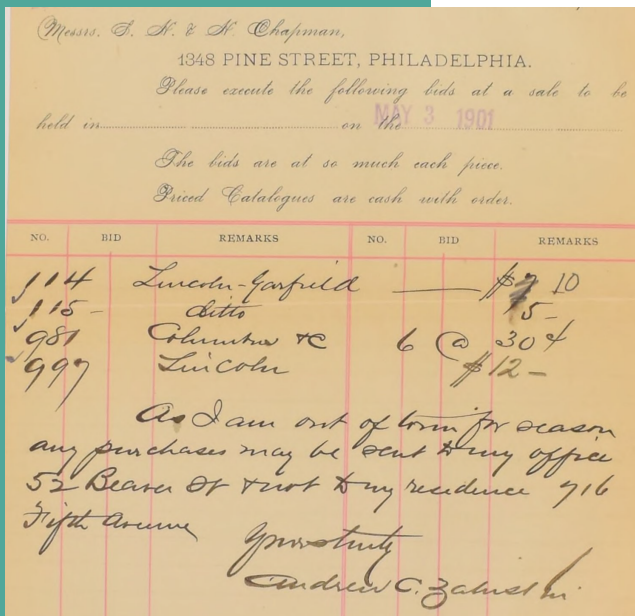 Messrs. S. H. & H. Chapman,
1348 PINE STREET, PHILADELPHIA.
Please execute the following bids at a sale to be
held in on the MAY 3 1901
The bids are at so much each piece.
Priced Catalogues are cash with order.
NO. BID REMARKS NO. BID REMARKS
114 Lincoln-Garfield 10
115- ditto 5-
981 Columbus &C 6 @ 30¢
997 Lincoln $12-
As I am out of town for season
any purchases may be sent to my office
52 Beaver St & not to my residence 716
Fifth Avenue
Yours truly
Andrew C. Zabriskie